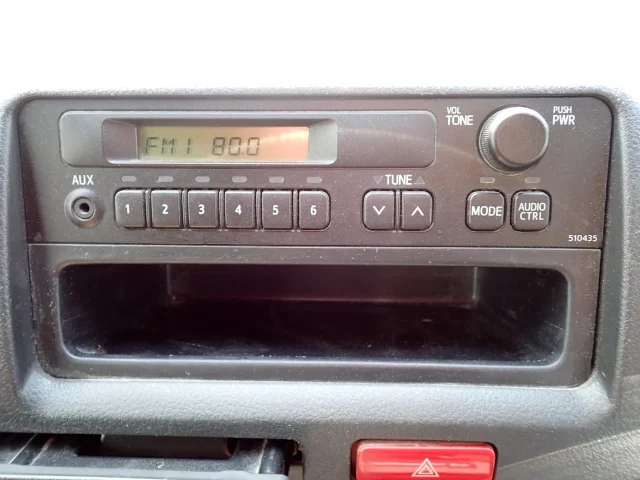 VOL
TONE
PUSH
PWR
FM1 80.0
AUX
TUNE
1 2 3 4 5 6
MODE
AUDIO
CTRL
510435